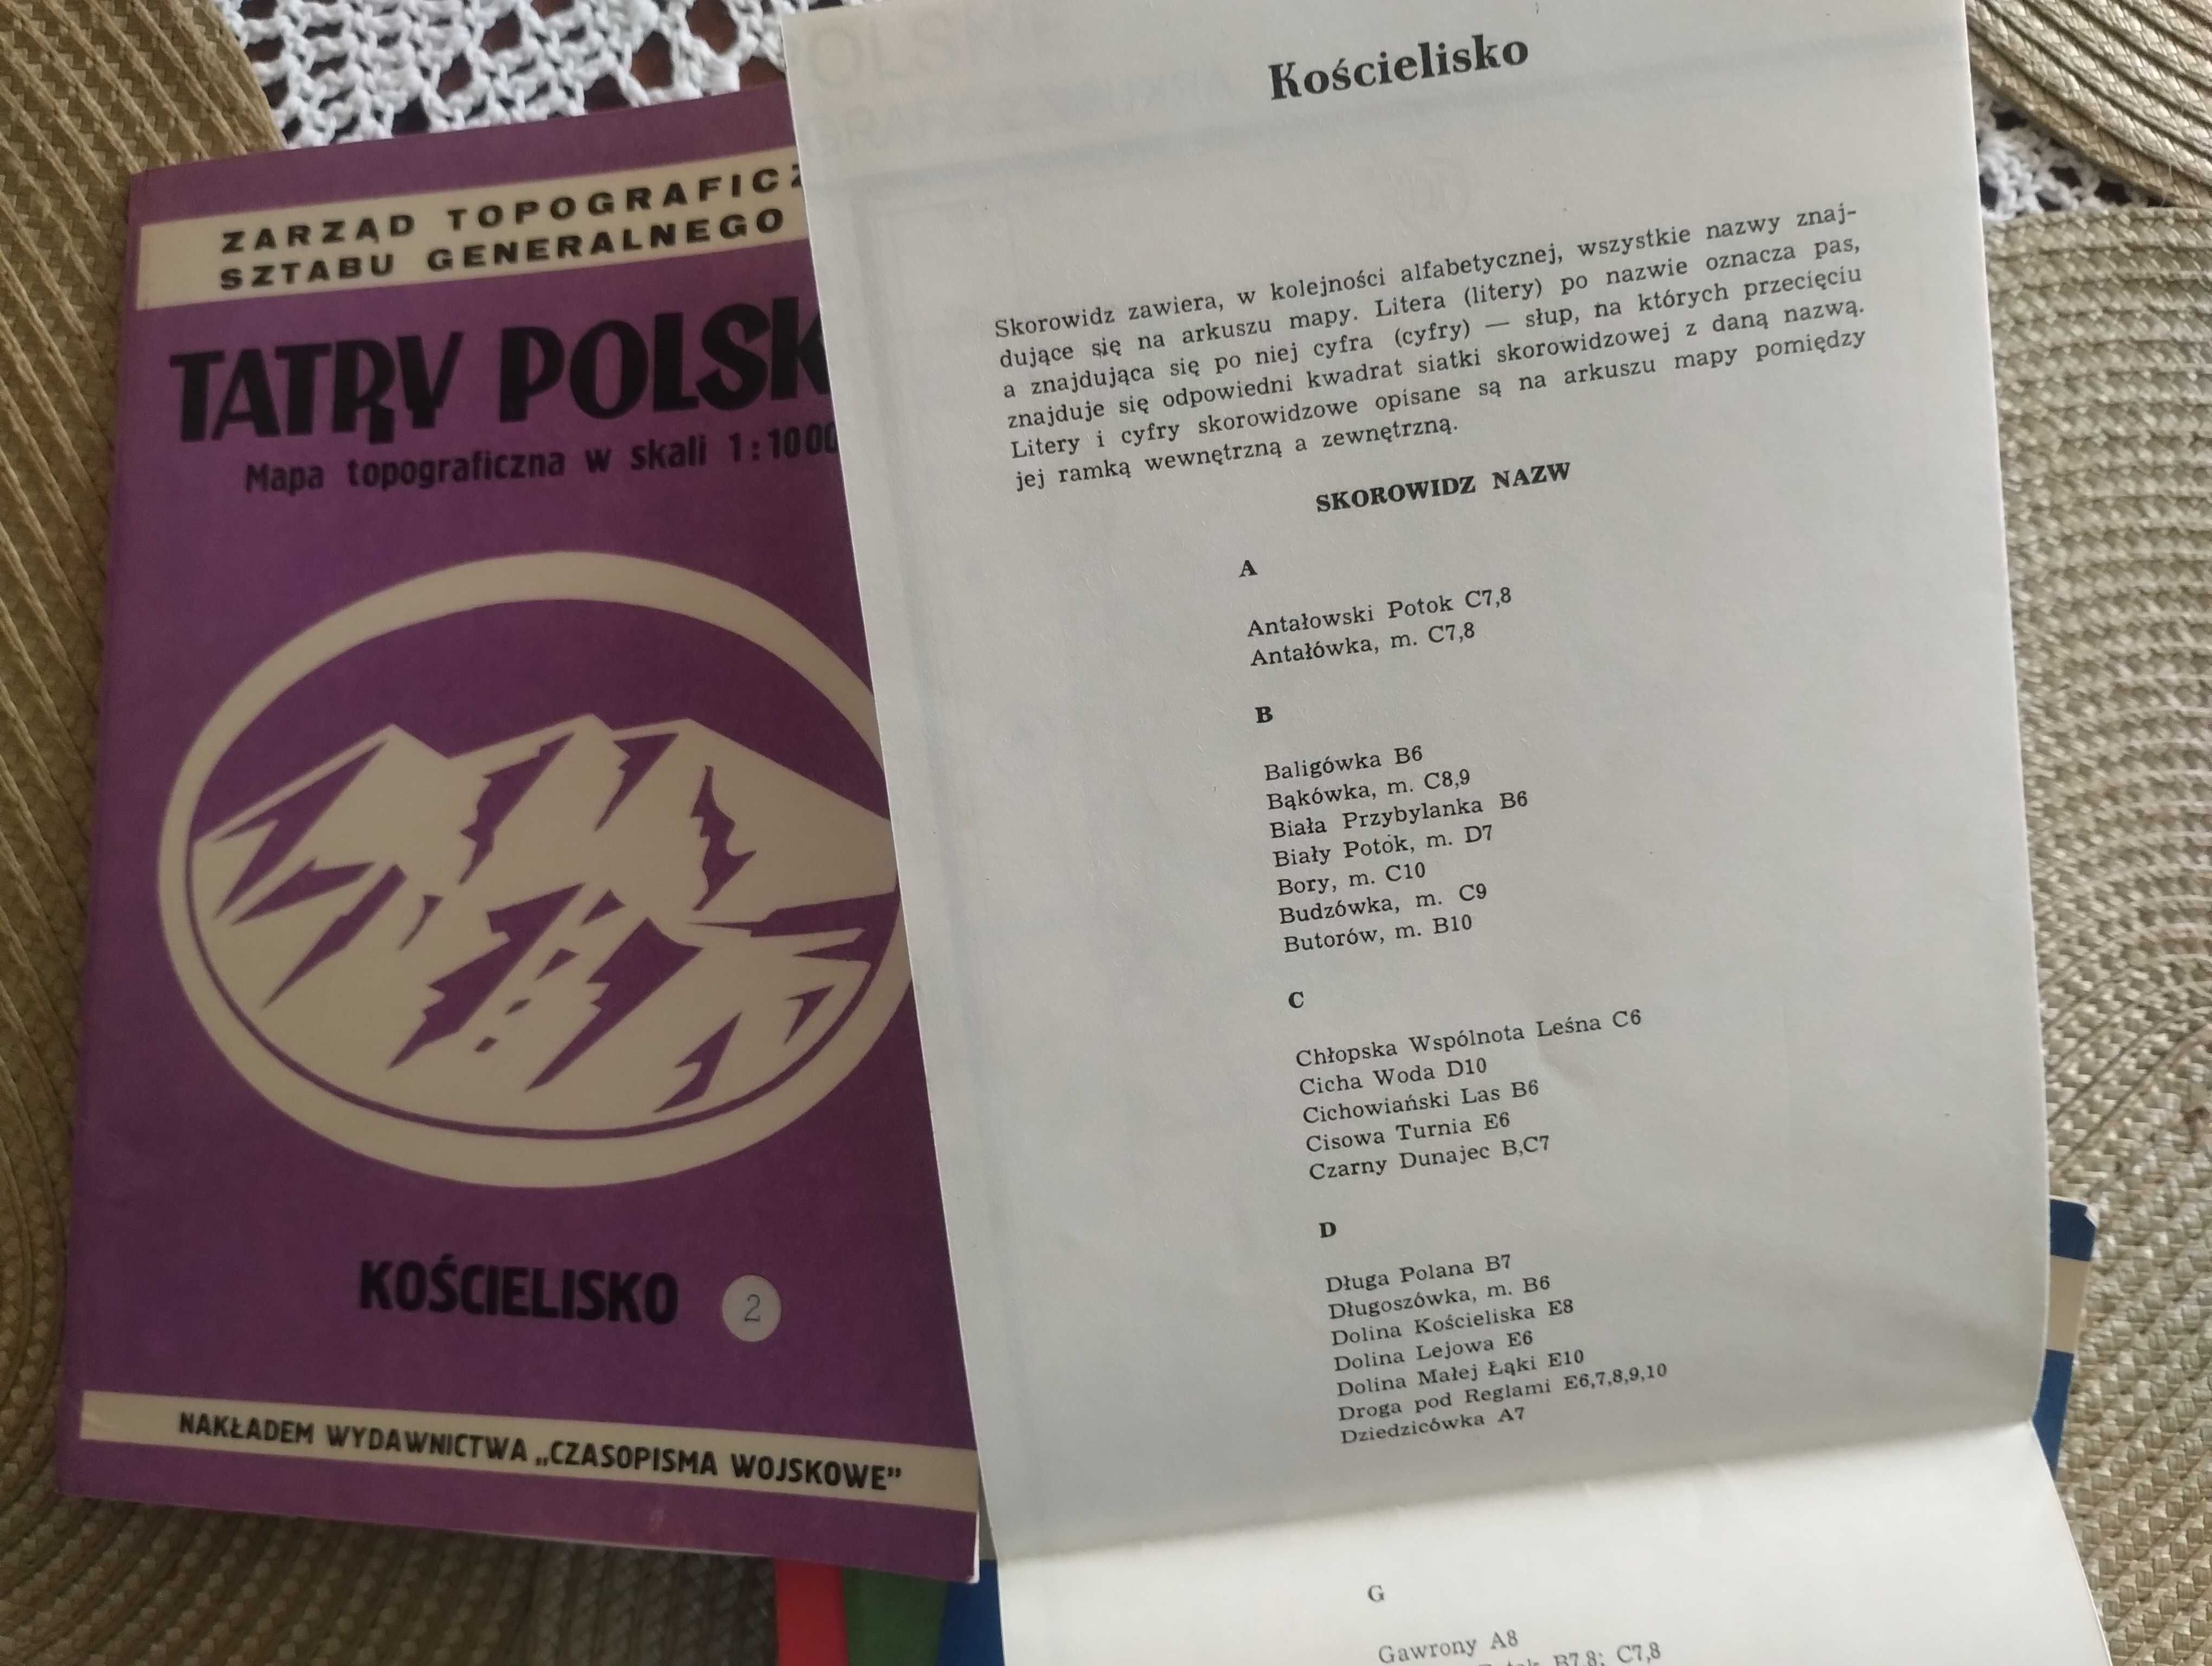 ZARZĄD TOPOGRAFICZ
SZTABU GENERALNEGO
TATRY POLSK
Mapa topograficzna w skali 1:1000
KOŚCIELISKO 2
NAKŁADEM WYDAWNICTWA „CZASOPISMA WOJSKOWE”
Kościelisko
Skorowidz zawiera, w kolejności alfabetycznej, wszystkie nazwy znaj-
dujące się na arkuszu mapy. Litera (litery) po nazwie oznacza pas,
a znajdująca się po niej cyfra (cyfry) — słup, na których przecięciu
znajduje się odpowiedni kwadrat siatki skorowidzowej z daną nazwą.
Litery i cyfry skorowidzowe opisane są na arkuszu mapy pomiędzy
jej ramką wewnętrzną a zewnętrzną.
SKOROWIDZ NAZW
A
Antałowski Potok C7,8
Antałówka, m. C7,8
B
Baligówka B6
Bąkówka, m. C8,9
Biała Przybylanka B6
Biały Potok, m. D7
Bory, m. C10
Budzówka, m. C9
Butorów, m. B10
C
Chłopska Wspólnota Leśna C6
Cicha Woda D10
Cichowiański Las B6
Cisowa Turnia E6
Czarny Dunajec B,C7
D
Długa Polana B7
Długoszówka, m. B6
Dolina Kościeliska E8
Dolina Lejowa E6
Dolina Małej Łąki E10
Droga pod Reglami E6,7,8,9,10
Dziedzicówka A7
G
Gawrony A8
B7,8; C7,8